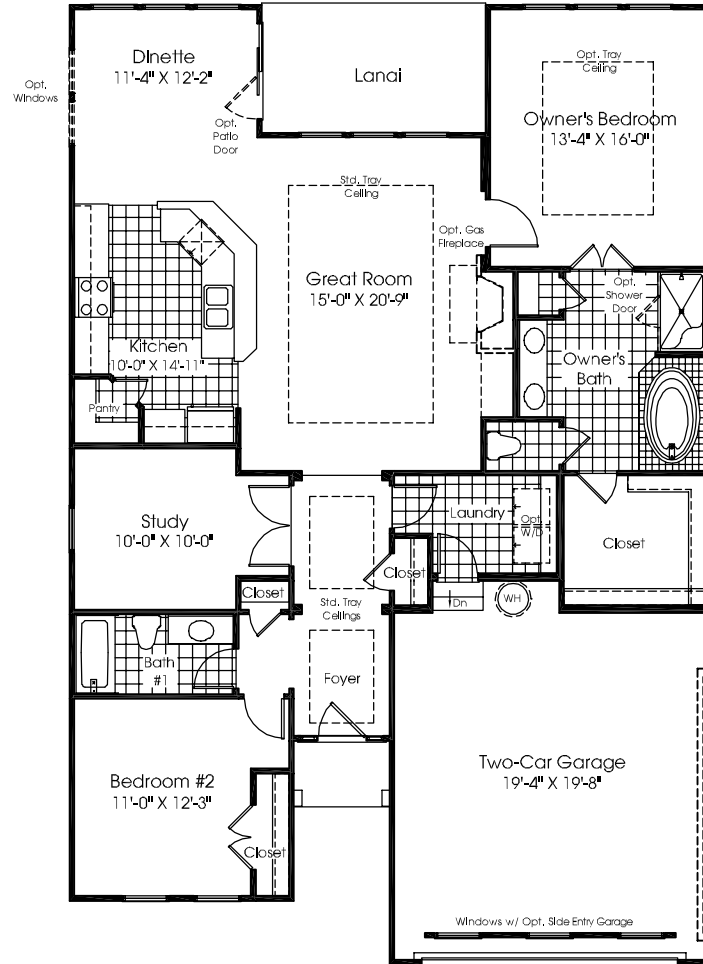 Dinette
11'-4" X 12'-2"
Opt.
Windows
Opt.
Patio
Door
Lanai
Opt. Tray
Ceiling
Owner's Bedroom
13'-4" X 16'-0"
Std. Tray
Ceiling
Opt. Gas
Fireplace
Great Room
15'-0" X 20'-9"
Opt.
Shower
Door
Kitchen
10'-0" X 14'-11"
Owner's
Bath
Pantry
Study
10'-0" X 10'-0"
Laundry
Opt.
W/D
Closet
Closet
Closet
Std. Tray
Ceilings
Dn
WH
Bath
#1
Foyer
Bedroom #2
11'-0" X 12'-3"
Two-Car Garage
19'-4" X 19'-8"
Closet
Windows w/ Opt. Side Entry Garage